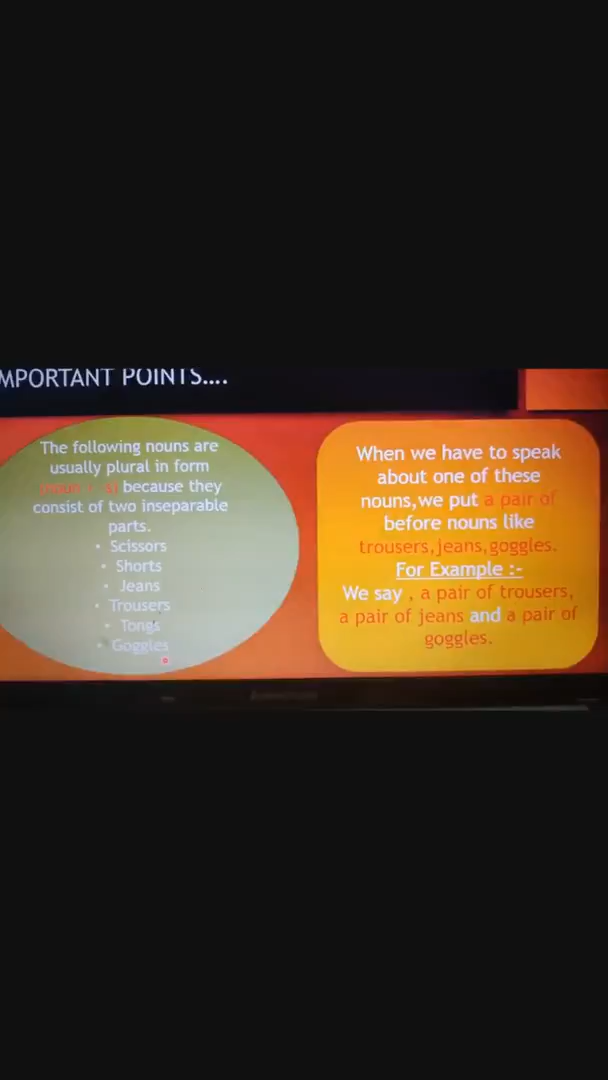 IMPORTANT POINTS....
The following nouns are
usually plural in form
(noun + s) because they
consist of two inseparable
parts.
• Scissors
• Shorts
• Jeans
• Trousers
• Tongs
• Goggles
When we have to speak
about one of these
nouns,we put a pair of
before nouns like
trousers,jeans,goggles.
For Example :-
We say , a pair of trousers,
a pair of jeans and a pair of
goggles.